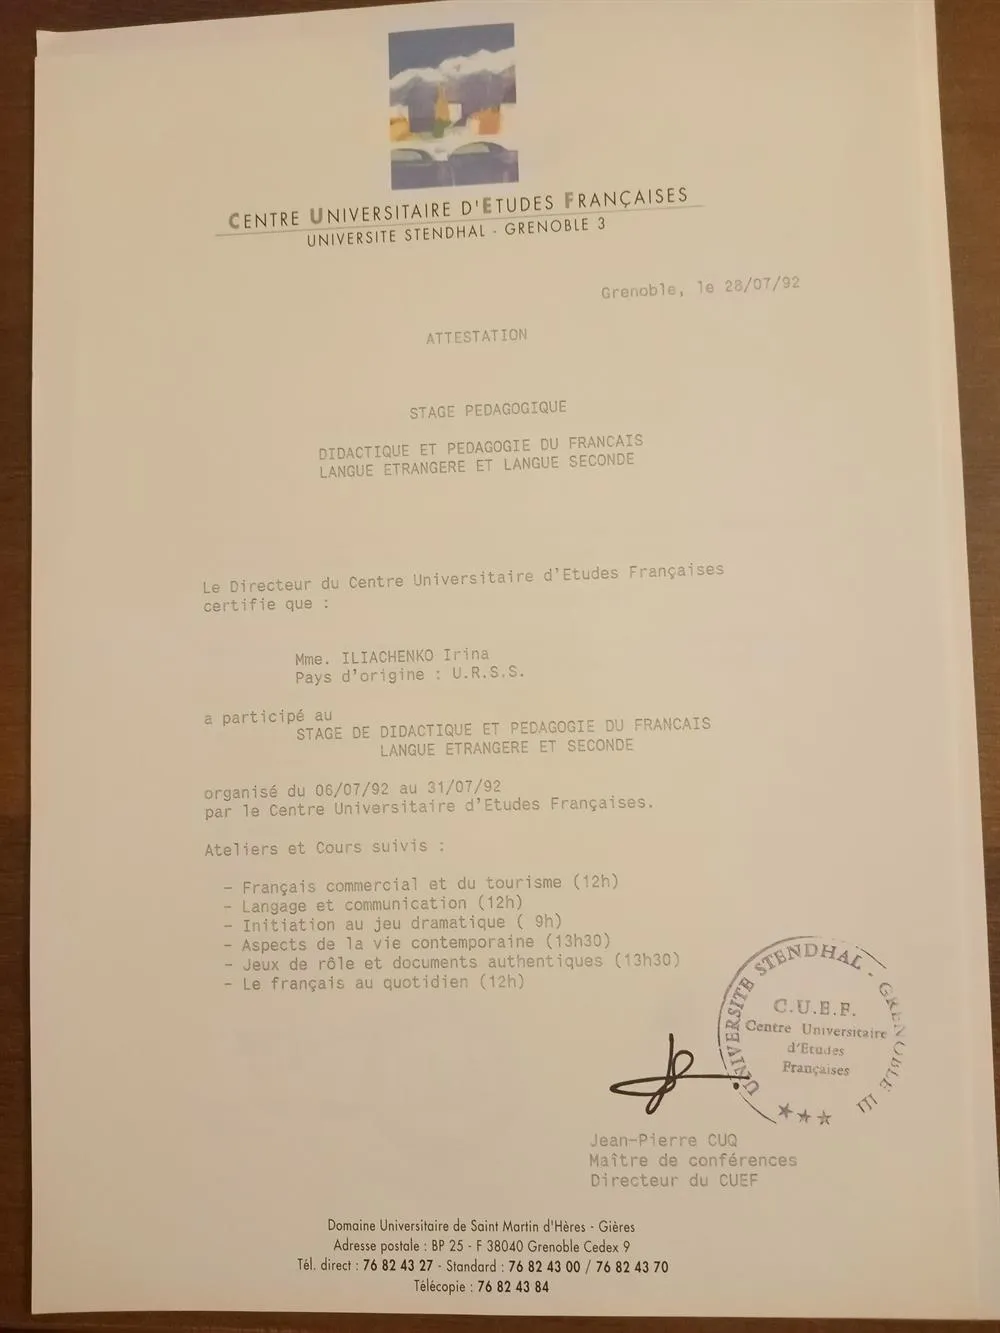 CENTRE UNIVERSITAIRE D'ETUDES FRANÇAISES
UNIVERSITE STENDHAL - GRENOBLE 3
Grenoble, le 28/07/92
ATTESTATION
STAGE PEDAGOGIQUE
DIDACTIQUE ET PEDAGOGIE DU FRANCAIS
LANGUE ETRANGERE ET LANGUE SECONDE
Le Directeur du Centre Universitaire d'Etudes Françaises
certifie que :
Mme. ILIACHENKO Irina
Pays d'origine : U.R.S.S.
a participé au
STAGE DE DIDACTIQUE ET PEDAGOGIE DU FRANCAIS
LANGUE ETRANGERE ET SECONDE
organisé du 06/07/92 au 31/07/92
par le Centre Universitaire d'Etudes Françaises.
Ateliers et Cours suivis :
- Français commercial et du tourisme (12h)
- Langage et communication (12h)
- Initiation au jeu dramatique ( 9h)
- Aspects de la vie contemporaine (13h30)
- Jeux de rôle et documents authentiques (13h30)
- Le français au quotidien (12h)
UNIVERSITE STENDHAL - GRENOBLE III
C.U.E.F.
Centre Universitaire
d'Etudes
Françaises
Jean-Pierre CUQ
Maître de conférences
Directeur du CUEF
Domaine Universitaire de Saint Martin d'Hères - Gières
Adresse postale : BP 25 - F 38040 Grenoble Cedex 9
Tél. direct : 76 82 43 27 - Standard : 76 82 43 00 / 76 82 43 70
Télécopie : 76 82 43 84